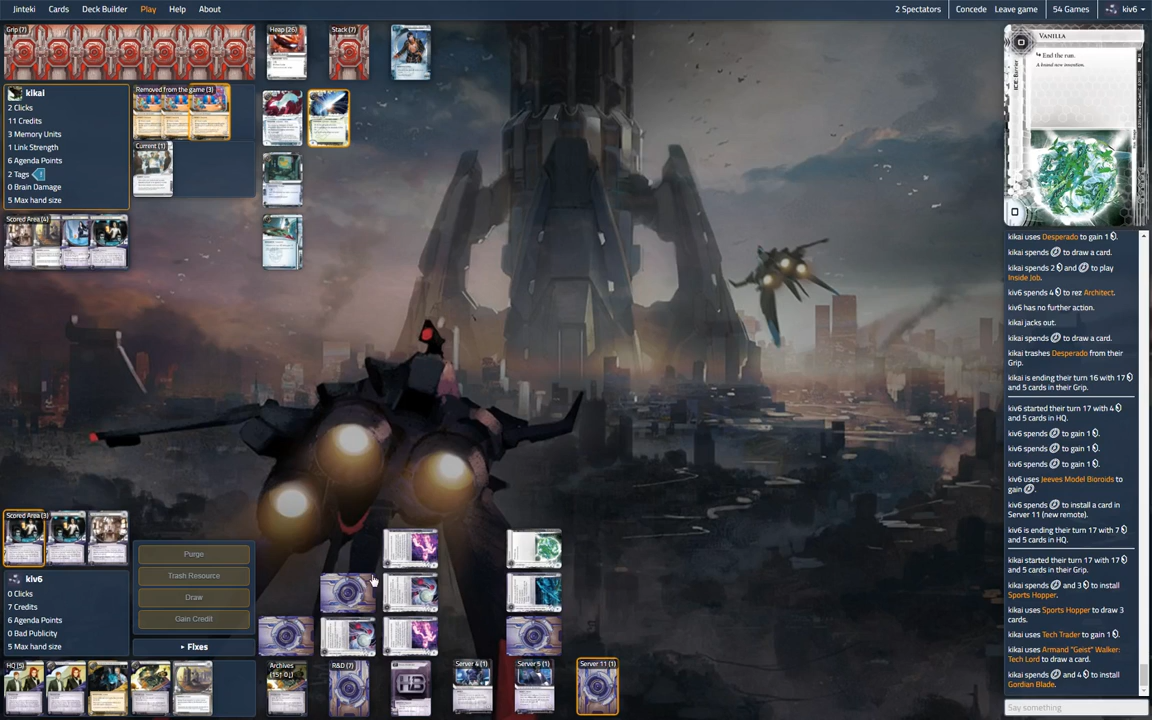 Jinteki
Cards
Deck Builder
Play
Help
About
2 Spectators
Concede
Leave game
54 Games
kiv6
Grip (7)
Heap (26)
Stack (7)
kikai
2 Clicks
11 Credits
3 Memory Units
1 Link Strength
6 Agenda Points
2 Tags
0 Brain Damage
5 Max hand size
Removed from the game (3)
Current (1)
Scored Area (4)
VANILLA
ICE: Barrier
End the run.
A brand new invention.
kikai uses Desperado to gain 1
kikai spends to draw a card.
kikai spends 2 and to play
Inside Job.
kiv6 spends 4 to rez Architect.
kiv6 has no further action.
kikai jacks out.
kikai spends to draw a card.
kikai trashes Desperado from their
Grip.
kikai is ending their turn 16 with 17
and 5 cards in their Grip.
kiv6 started their turn 17 with 4
and 5 cards in HQ.
kiv6 spends to gain 1 .
kiv6 spends to gain 1 .
kiv6 spends to gain 1 .
kiv6 uses Jeeves Model Bioroids to
gain .
kiv6 spends to install a card in
Server 11 (new remote).
kiv6 is ending their turn 17 with 7
and 5 cards in HQ.
kikai started their turn 17 with 17
and 5 cards in their Grip.
kikai spends and 3 to install
Sports Hopper.
kikai uses Sports Hopper to draw 3
cards.
kikai uses Tech Trader to gain 1 .
kikai uses Armand "Geist" Walker:
Tech Lord to draw a card.
kikai spends and 4 to install
Gordian Blade.
Say something
Scored Area (3)
kiv6
0 Clicks
7 Credits
6 Agenda Points
0 Bad Publicity
5 Max hand size
Purge
Trash Resource
Draw
Gain Credit
Fixes
HQ (5)
Archives
R&D (7)
Server 4 (1)
Server 5 (1)
Server 11 (1)